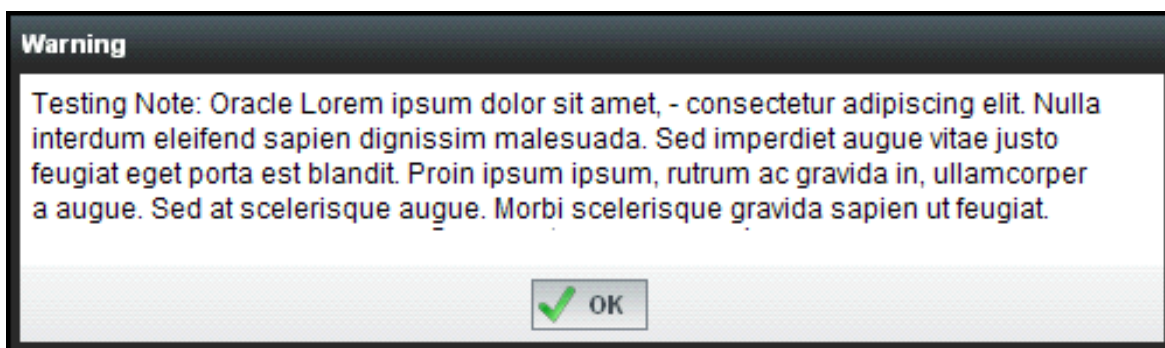 Warning
Testing Note: Oracle Lorem ipsum dolor sit amet, - consectetur adipiscing elit. Nulla
interdum eleifend sapien dignissim malesuada. Sed imperdiet augue vitae justo
feugiat eget porta est blandit. Proin ipsum ipsum, rutrum ac gravida in, ullamcorper
a augue. Sed at scelerisque augue. Morbi scelerisque gravida sapien ut feugiat.
OK